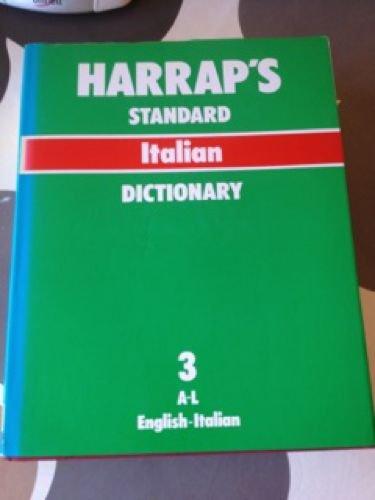 HARRAP'S
STANDARD
Italian
DICTIONARY
3
A-L
English-Italian